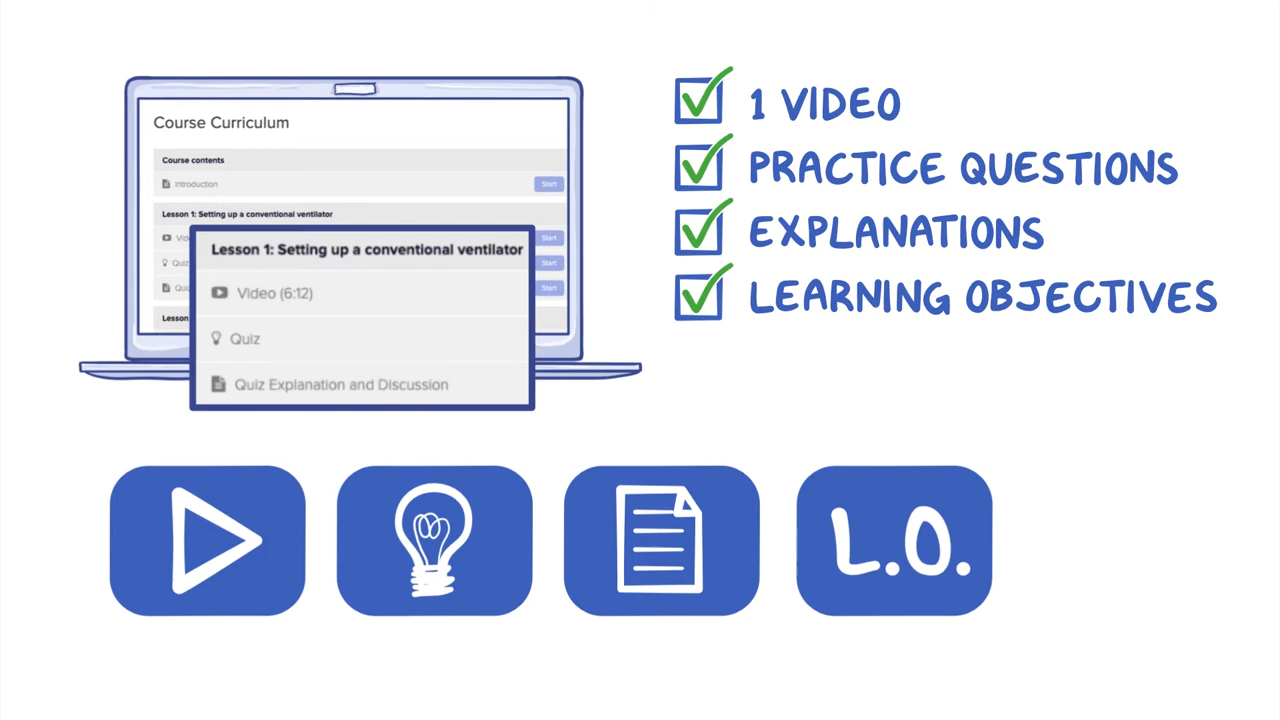 Course Curriculum
Course contents
Introduction
Start
Lesson 1: Setting up a conventional ventilator
Start
Start
Start
Lesson
Lesson 1: Setting up a conventional ventilator
Video (6:12)
Quiz
Quiz Explanation and Discussion
1 VIDEO
PRACTICE QUESTIONS
EXPLANATIONS
LEARNING OBJECTIVES
L.O.